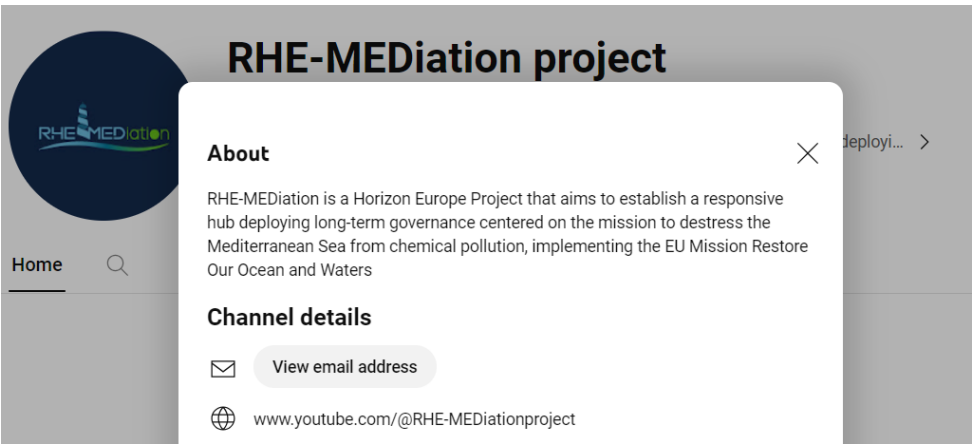 RHE-MEDiation project
RHE MEDiation
deployi...
About
RHE-MEDiation is a Horizon Europe Project that aims to establish a responsive
hub deploying long-term governance centered on the mission to destress the
Mediterranean Sea from chemical pollution, implementing the EU Mission Restore
Our Ocean and Waters
Home
Channel details
View email address
www.youtube.com/@RHE-MEDiationproject